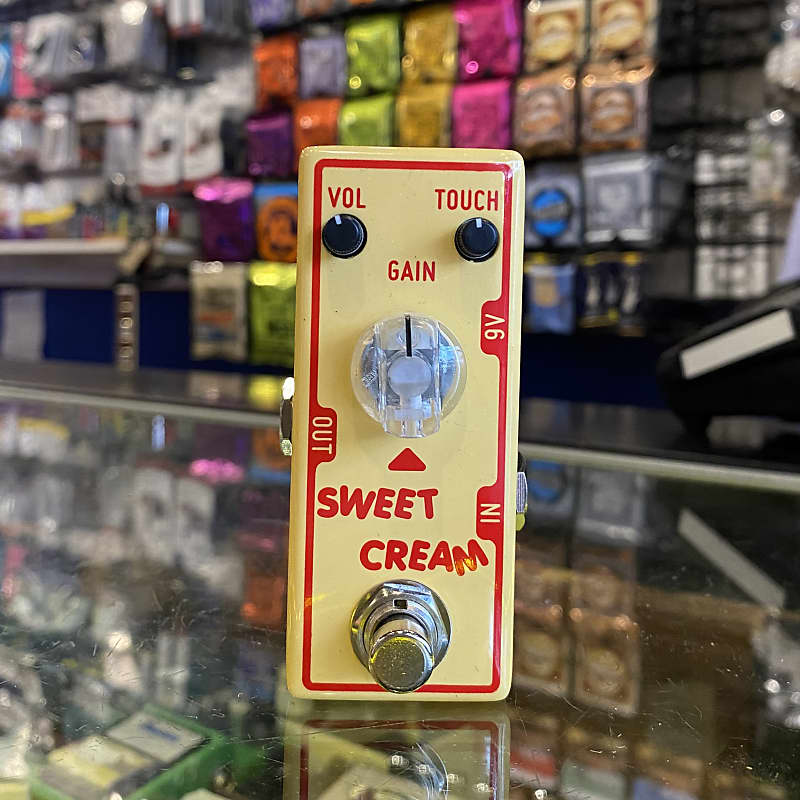 VOL
TOUCH
GAIN
9V
OUT
IN
SWEET
CREAM